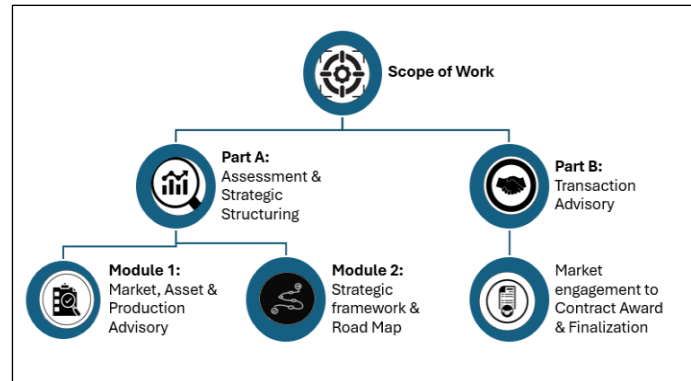 Scope of Work
Part A:
Assessment &
Strategic
Structuring
Part B:
Transaction
Advisory
Module 1:
Market, Asset &
Production
Advisory
Module 2:
Strategic
framework &
Road Map
Market
engagement to
Contract Award
& Finalization